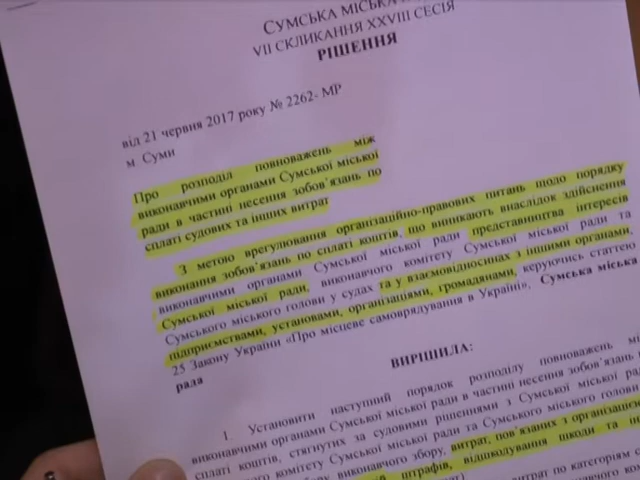 СУМСЬКА МІСЬКА
VII СКЛИКАННЯ XXVIII СЕСІЯ
РІШЕННЯ
від 21 червня 2017 року № 2262- МР
м. Суми
Про розподіл повноважень між
виконавчими органами Сумської міської
ради в частині несення зобов'язань по
сплаті судових та інших витрат
З метою врегулювання організаційно-правових питань щодо порядку
виконання зобов'язань по сплаті коштів, що виникають внаслідок здійснення
виконавчими органами Сумської міської ради представництва інтересів
Сумської міської ради, виконавчого комітету Сумської міської ради та
Сумського міського голови у судах та у взаємовідносинах з іншими органами,
підприємствами, установами, організаціями, громадянами, керуючись статтею
25 Закону України «Про місцеве самоврядування в Україні», Сумська міська
рада
ВИРІШИЛА:
1. Установити наступний порядок розподілу повноважень між
виконавчими органами Сумської міської ради в частині несення зобов'язань
сплаті коштів, стягнутих за судовими рішеннями з Сумської міської ради
комітету Сумської міської ради та Сумського міського голови
виконавчого збору, витрат, пов'язаних з організацією
штрафів, відшкодування шкоди та
витрат по категоріям